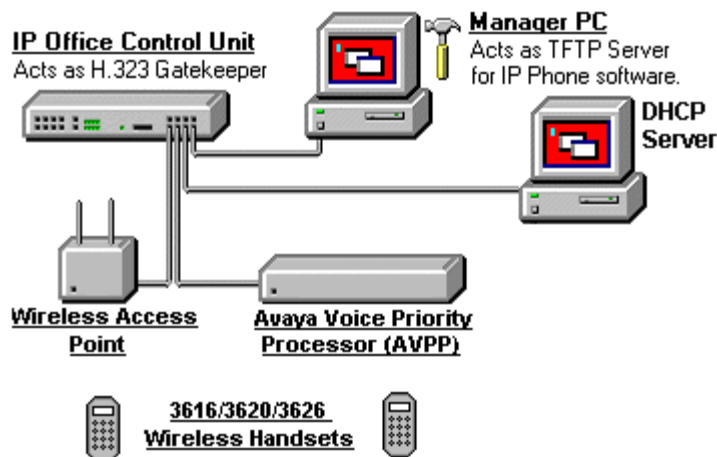 IP Office Control Unit
Acts as H.323 Gatekeeper
Manager PC
Acts as TFTP Server
for IP Phone software.
DHCP
Server
Wireless Access
Point
Avaya Voice Priority
Processor (AVPP)
3616/3620/3626
Wireless Handsets